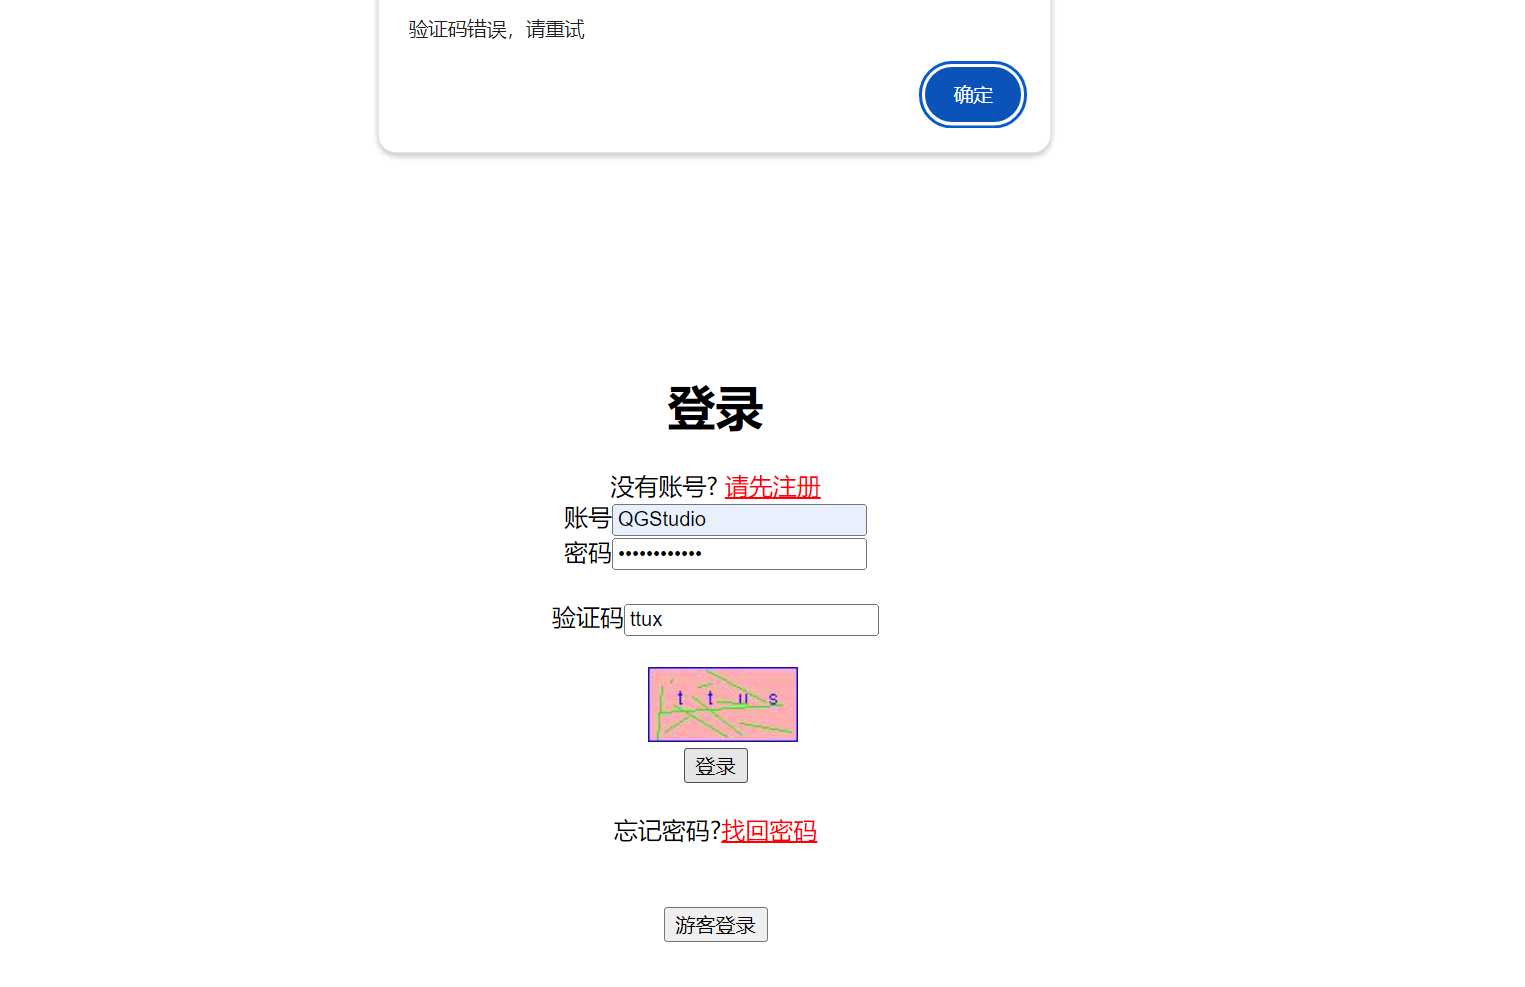 验证码错误，请重试
确定
登录
没有账号? 请先注册
账号 QGStudio
密码 ••••••••••••
验证码 ttux
t t u s
登录
忘记密码?找回密码
游客登录